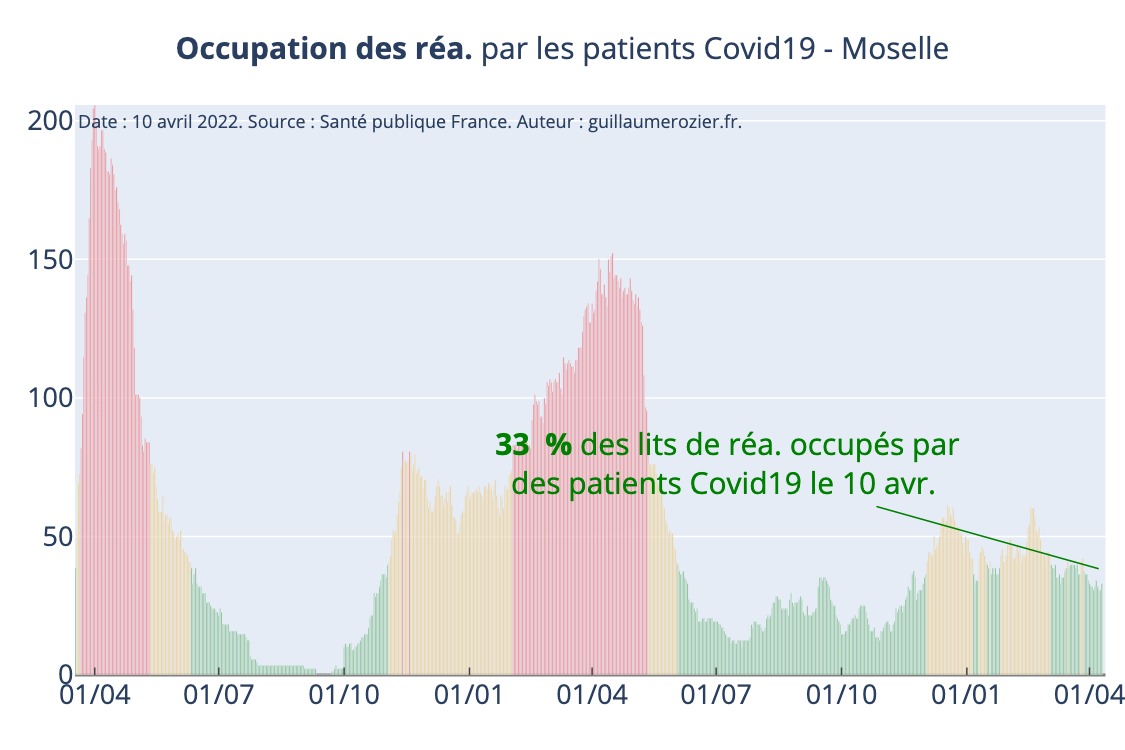 Occupation des réa. par les patients Covid19 - Moselle
200
Date : 10 avril 2022. Source : Santé publique France. Auteur : guillaumerozier.fr.
150
100
33 % des lits de réa. occupés par
des patients Covid19 le 10 avr.
50
0
01/04 01/07 01/10 01/01 01/04 01/07 01/10 01/01 01/04